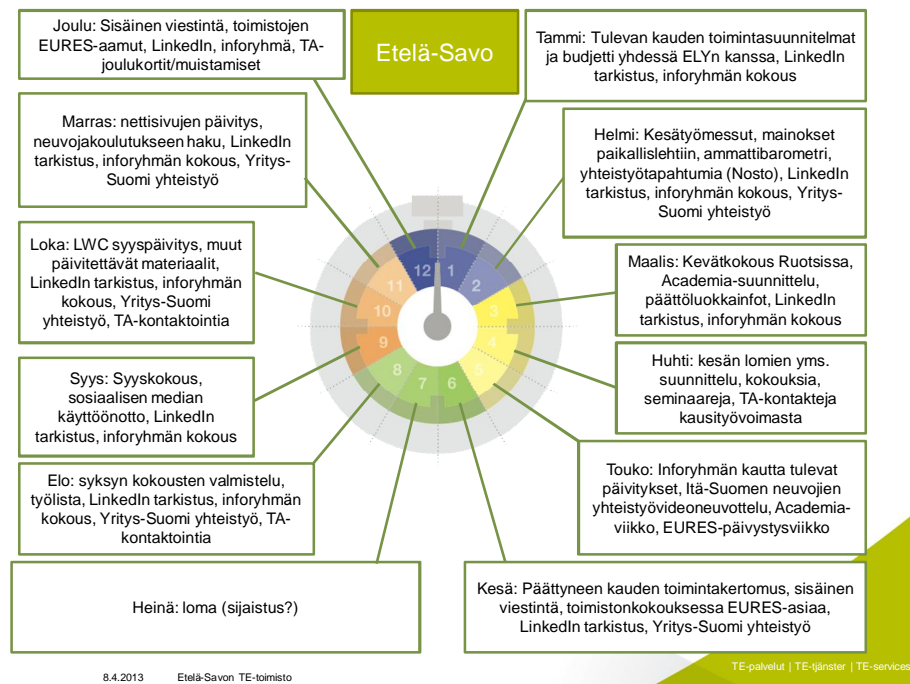 Etelä-Savo
Joulu: Sisäinen viestintä, toimistojen
EURES-aamut, LinkedIn, inforyhmä, TA-
joulukortit/muistamiset
Tammi: Tulevan kauden toimintasuunnitelmat
ja budjetti yhdessä ELYn kanssa, LinkedIn
tarkistus, inforyhmän kokous
Marras: nettisivujen päivitys,
neuvojakoulutukseen haku, LinkedIn
tarkistus, inforyhmän kokous, Yritys-
Suomi yhteistyö
Helmi: Kesätyömessut, mainokset
paikallislehtiin, ammattibarometri,
yhteistyötapahtumia (Nosto), LinkedIn
tarkistus, inforyhmän kokous, Yritys-
Suomi yhteistyö
Loka: LWC syyspäivitys, muut
päivitettävät materiaalit,
LinkedIn tarkistus, inforyhmän
kokous, Yritys-Suomi
yhteistyö, TA-kontaktointia
Maalis: Kevätkokous Ruotsissa,
Academia-suunnittelu,
päättöluokkainfot, LinkedIn
tarkistus, inforyhmän kokous
12
1
2
3
4
5
6
7
8
9
10
11
Syys: Syyskokous,
sosiaalisen median
käyttöönotto, LinkedIn
tarkistus, inforyhmän kokous
Huhti: kesän lomien yms.
suunnittelu, kokouksia,
seminaareja, TA-kontakteja
kausityövoimasta
Elo: syksyn kokousten valmistelu,
työlista, LinkedIn tarkistus, inforyhmän
kokous, Yritys-Suomi yhteistyö, TA-
kontaktointia
Touko: Inforyhmän kautta tulevat
päivitykset, Itä-Suomen neuvojien
yhteistyövideoneuvottelu, Academia-
viikko, EURES-päivystysviikko
Heinä: loma (sijaistus?)
Kesä: Päättyneen kauden toimintakertomus, sisäinen
viestintä, toimistonkokouksessa EURES-asiaa,
LinkedIn tarkistus, Yritys-Suomi yhteistyö
TE-palvelut | TE-tjänster | TE-services
8.4.2013 Etelä-Savon TE-toimisto